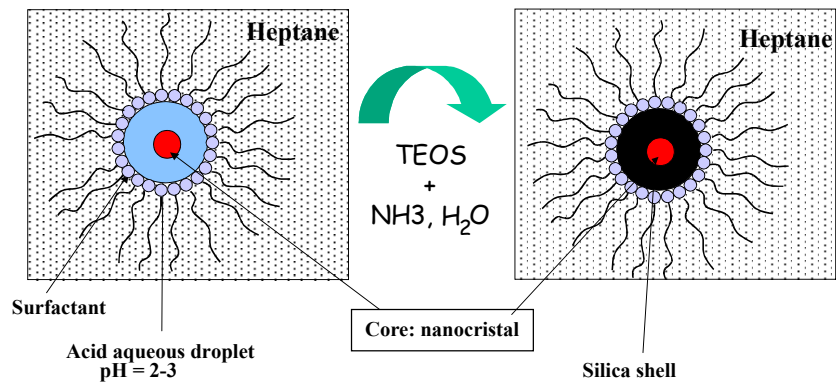 Heptane
Heptane
TEOS
+
NH3, H₂O
Surfactant
Core: nanocristal
Acid aqueous droplet
pH = 2-3
Silica shell